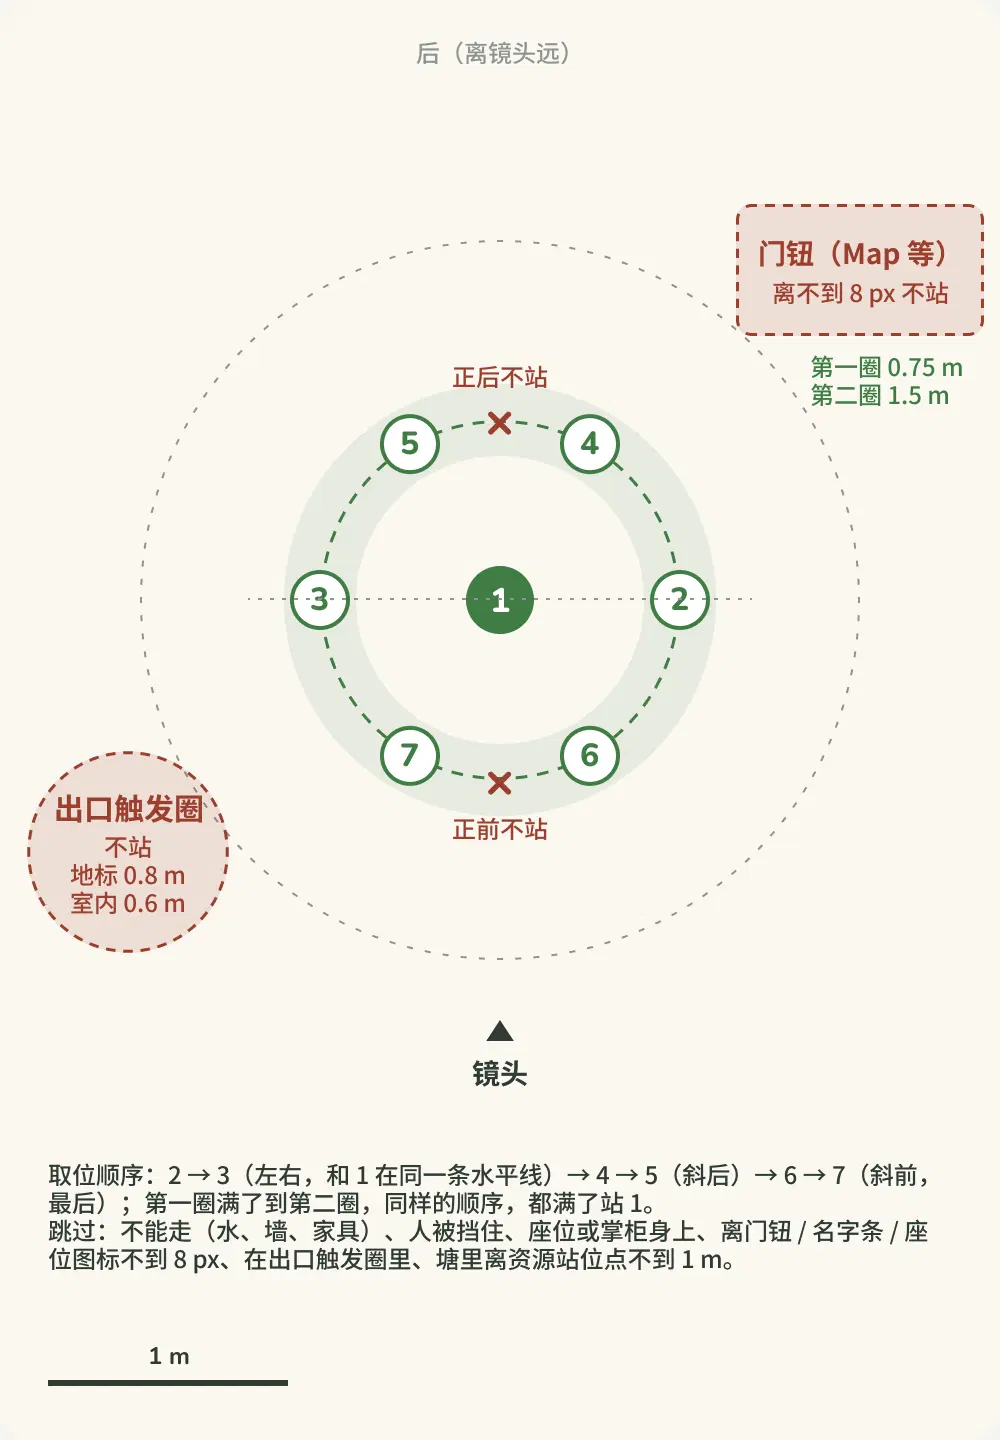 后（离镜头远）
门钮（Map 等）
离不到 8 px 不站
第一圈 0.75 m
第二圈 1.5 m
正后不站
5
4
3
1
2
7
6
正前不站
出口触发圈
不站
地标 0.8 m
室内 0.6 m
镜头
取位顺序：2 → 3（左右，和 1 在同一条水平线）→ 4 → 5（斜后）→ 6 → 7（斜前，
最后）；第一圈满了到第二圈，同样的顺序，都满了站 1。
跳过：不能走（水、墙、家具）、人被挡住、座位或掌柜身上、离门钮 / 名字条 / 座
位图标不到 8 px、在出口触发圈里、塘里离资源站位点不到 1 m。
1 m